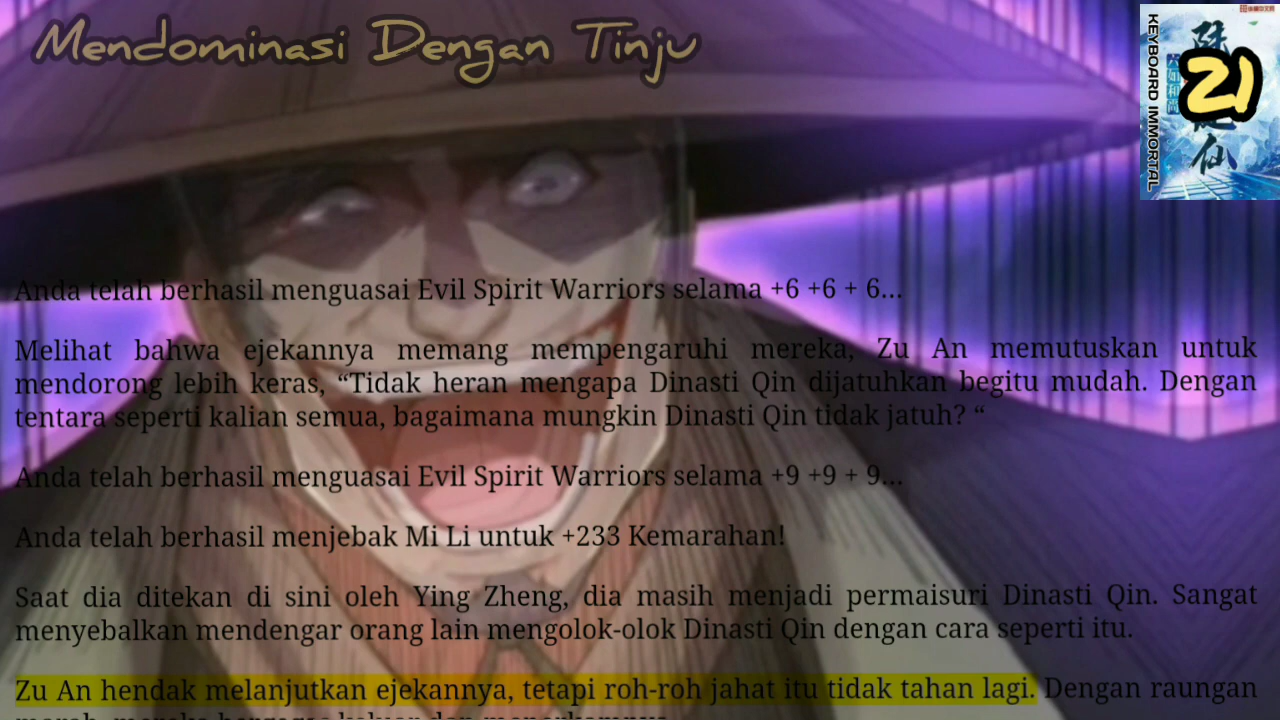 Mendominasi Dengan Tinju
KEYBOARD IMMORTAL
21
仙
Anda telah berhasil menguasai Evil Spirit Warriors selama +6 +6 + 6...
Melihat bahwa ejekannya memang mempengaruhi mereka, Zu An memutuskan untuk
mendorong lebih keras, “Tidak heran mengapa Dinasti Qin dijatuhkan begitu mudah. Dengan
tentara seperti kalian semua, bagaimana mungkin Dinasti Qin tidak jatuh? “
Anda telah berhasil menguasai Evil Spirit Warriors selama +9 +9 + 9...
Anda telah berhasil menjebak Mi Li untuk +233 Kemarahan!
Saat dia ditekan di sini oleh Ying Zheng, dia masih menjadi permaisuri Dinasti Qin. Sangat
menyebalkan mendengar orang lain mengolok-olok Dinasti Qin dengan cara seperti itu.
Zu An hendak melanjutkan ejekannya, tetapi roh-roh jahat itu tidak tahan lagi. Dengan raungan